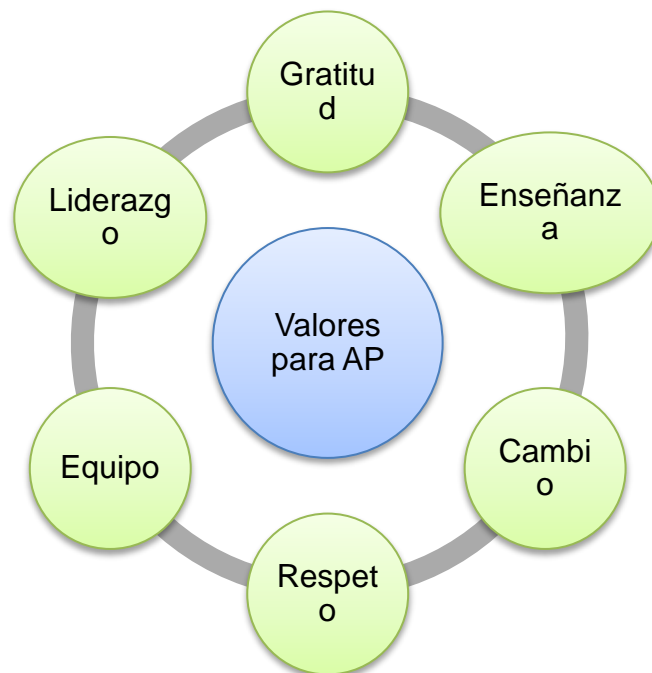 Gratitu
d
Enseñanz
a
Cambi
o
Respet
o
Equipo
Liderazg
o
Valores
para AP